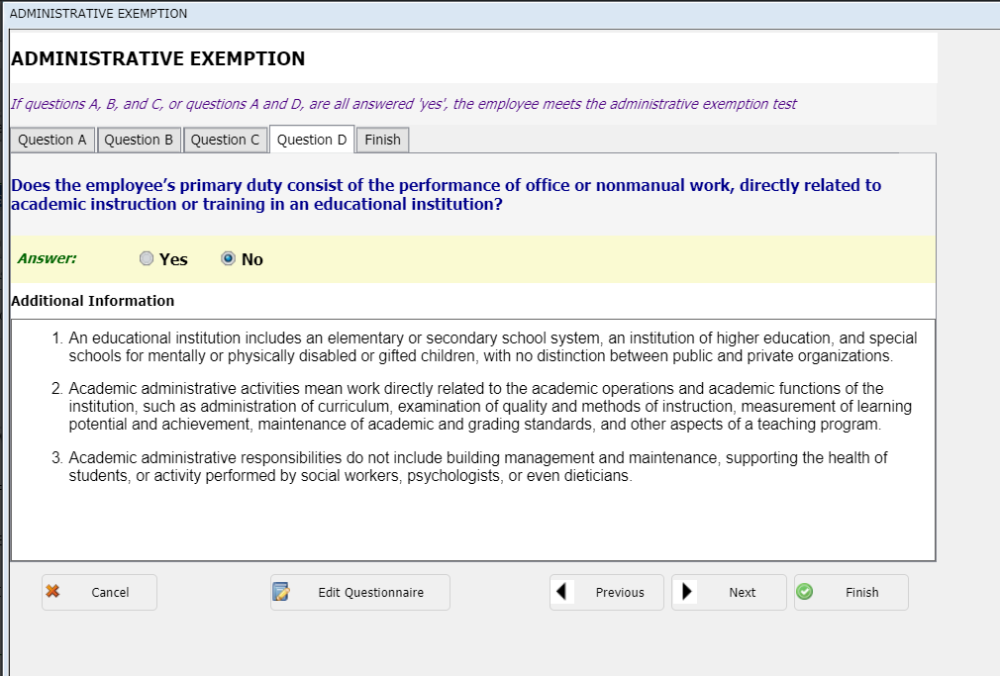 ADMINISTRATIVE EXEMPTION
ADMINISTRATIVE EXEMPTION
If questions A, B, and C, or questions A and D, are all answered 'yes', the employee meets the administrative exemption test
Question A Question B Question C Question D Finish
Does the employee’s primary duty consist of the performance of office or nonmanual work, directly related to
academic instruction or training in an educational institution?
Answer: Yes No
Additional Information
1. An educational institution includes an elementary or secondary school system, an institution of higher education, and special
schools for mentally or physically disabled or gifted children, with no distinction between public and private organizations.
2. Academic administrative activities mean work directly related to the academic operations and academic functions of the
institution, such as administration of curriculum, examination of quality and methods of instruction, measurement of learning
potential and achievement, maintenance of academic and grading standards, and other aspects of a teaching program.
3. Academic administrative responsibilities do not include building management and maintenance, supporting the health of
students, or activity performed by social workers, psychologists, or even dieticians.
Cancel Edit Questionnaire Previous Next Finish